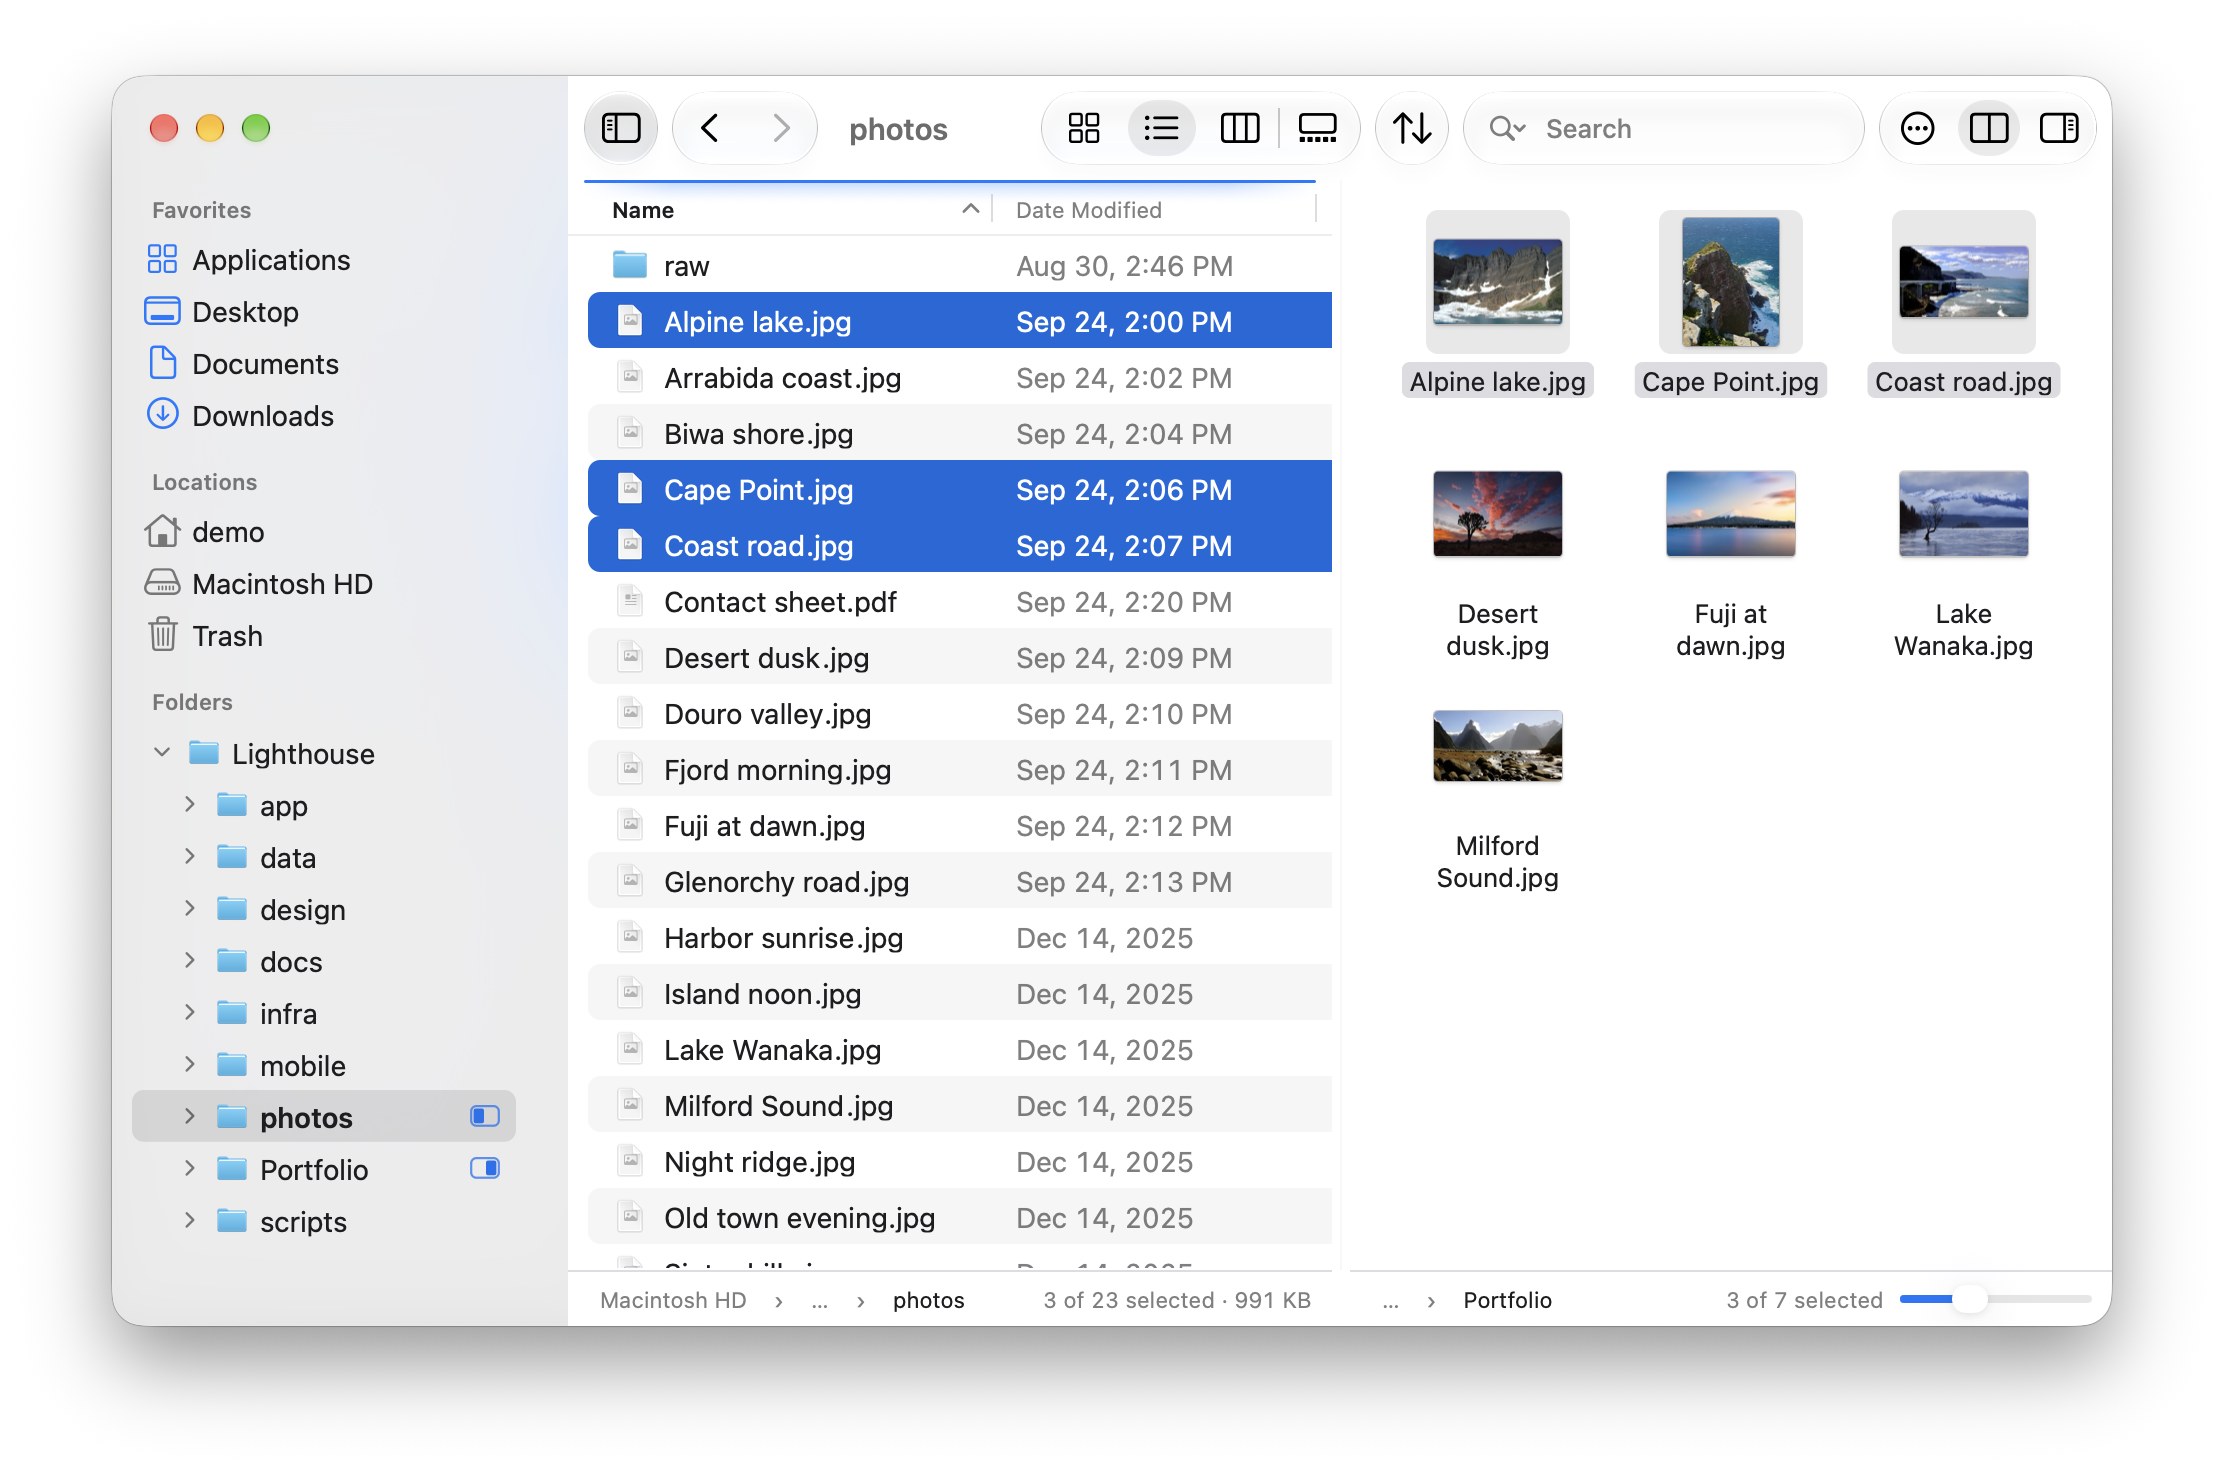 photos
Search
Favorites
Applications
Desktop
Documents
Downloads
Locations
demo
Macintosh HD
Trash
Folders
Lighthouse
app
data
design
docs
infra
mobile
photos
Portfolio
scripts
Name Date Modified
raw Aug 30, 2:46 PM
Alpine lake.jpg Sep 24, 2:00 PM
Arrabida coast.jpg Sep 24, 2:02 PM
Biwa shore.jpg Sep 24, 2:04 PM
Cape Point.jpg Sep 24, 2:06 PM
Coast road.jpg Sep 24, 2:07 PM
Contact sheet.pdf Sep 24, 2:20 PM
Desert dusk.jpg Sep 24, 2:09 PM
Douro valley.jpg Sep 24, 2:10 PM
Fjord morning.jpg Sep 24, 2:11 PM
Fuji at dawn.jpg Sep 24, 2:12 PM
Glenorchy road.jpg Sep 24, 2:13 PM
Harbor sunrise.jpg Dec 14, 2025
Island noon.jpg Dec 14, 2025
Lake Wanaka.jpg Dec 14, 2025
Milford Sound.jpg Dec 14, 2025
Night ridge.jpg Dec 14, 2025
Old town evening.jpg Dec 14, 2025
Dec 14, 2025
Macintosh HD › ... › photos 3 of 23 selected · 991 KB
Alpine lake.jpg Cape Point.jpg Coast road.jpg
Desert Fuji at Lake
dusk.jpg dawn.jpg Wanaka.jpg
Milford
Sound.jpg
... › Portfolio 3 of 7 selected